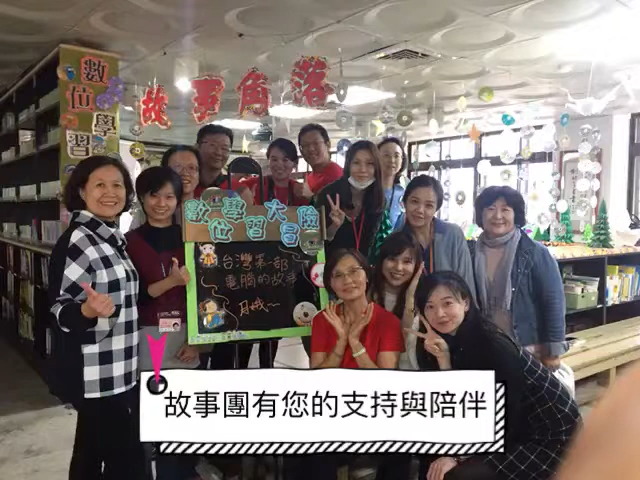 數位學習
故事角落
數位學習大冒險
台灣第一部
電腦的故事
月娥~
故事團有您的支持與陪伴